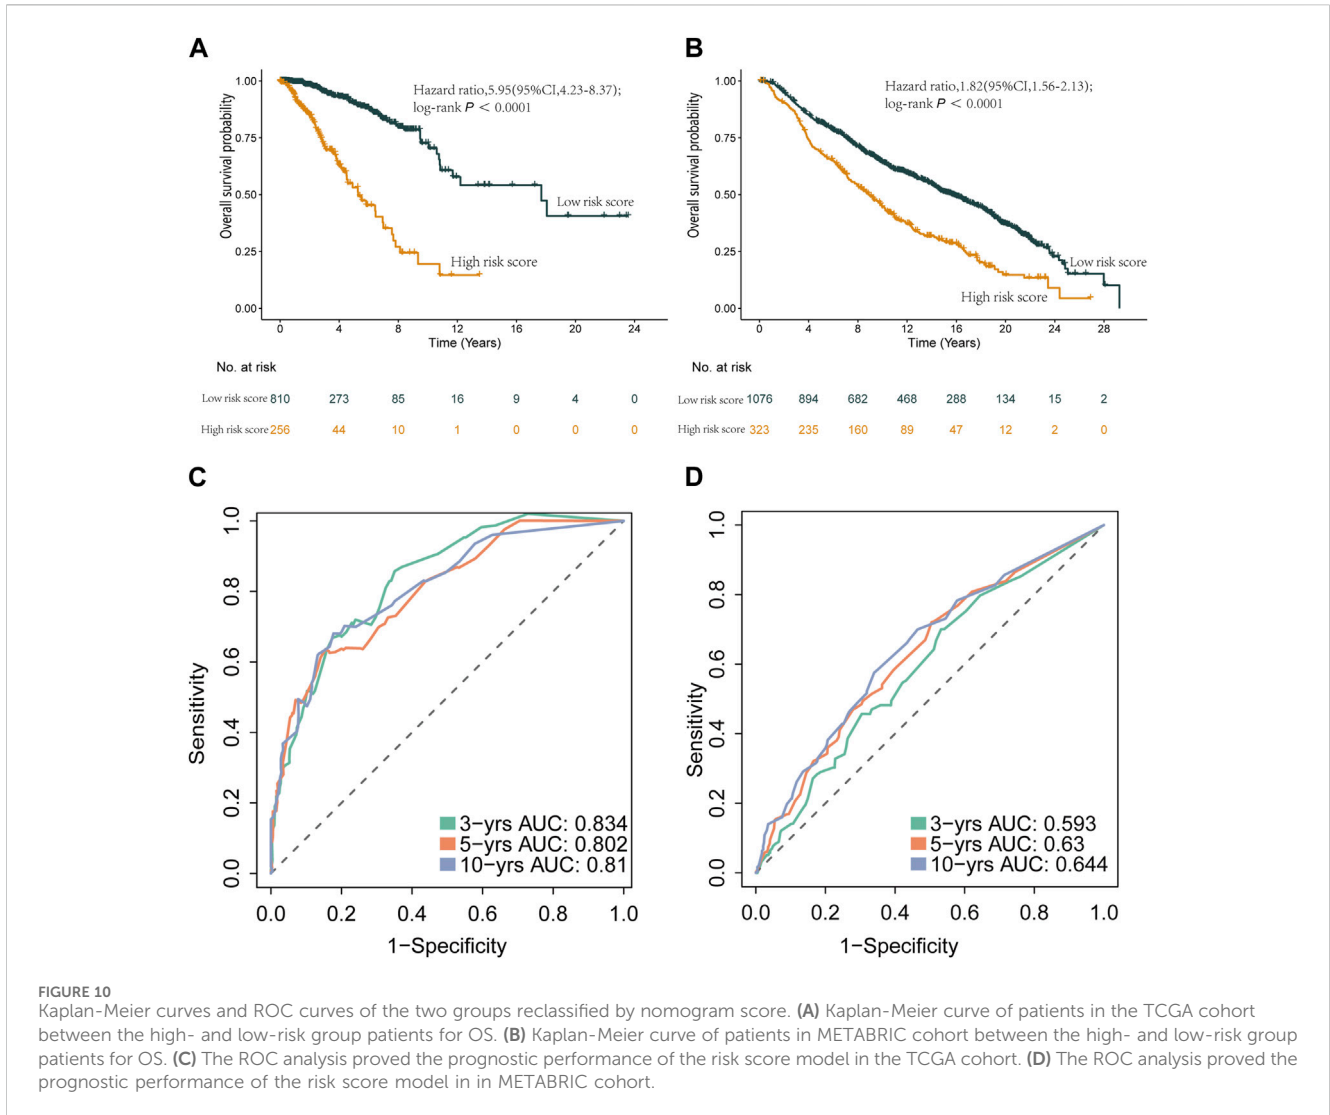 A
Overall survival probability
1.00
0.75
0.50
0.25
0.00
Hazard ratio,5.95(95%CI,4.23-8.37);
log-rank P < 0.0001
Low risk score
High risk score
0 4 8 12 16 20 24
Time (Years)
No. at risk
Low risk score 810 273 85 16 9 4 0
High risk score 256 44 10 1 0 0 0
B
Overall survival probability
1.00
0.75
0.50
0.25
0.00
Hazard ratio,1.82(95%CI,1.56-2.13);
log-rank P < 0.0001
Low risk score
High risk score
0 4 8 12 16 20 24 28
Time (Years)
No. at risk
Low risk score 1076 894 682 468 288 134 15 2
High risk score 323 235 160 89 47 12 2 0
C
Sensitivity
1.0
0.8
0.6
0.4
0.2
0.0
3-yrs AUC: 0.834
5-yrs AUC: 0.802
10-yrs AUC: 0.81
0.0 0.2 0.4 0.6 0.8 1.0
1-Specificity
D
Sensitivity
1.0
0.8
0.6
0.4
0.2
0.0
3-yrs AUC: 0.593
5-yrs AUC: 0.63
10-yrs AUC: 0.644
0.0 0.2 0.4 0.6 0.8 1.0
1-Specificity
FIGURE 10
Kaplan-Meier curves and ROC curves of the two groups reclassified by nomogram score. (A) Kaplan-Meier curve of patients in the TCGA cohort
between the high- and low-risk group patients for OS. (B) Kaplan-Meier curve of patients in METABRIC cohort between the high- and low-risk group
patients for OS. (C) The ROC analysis proved the prognostic performance of the risk score model in the TCGA cohort. (D) The ROC analysis proved the
prognostic performance of the risk score model in in METABRIC cohort.